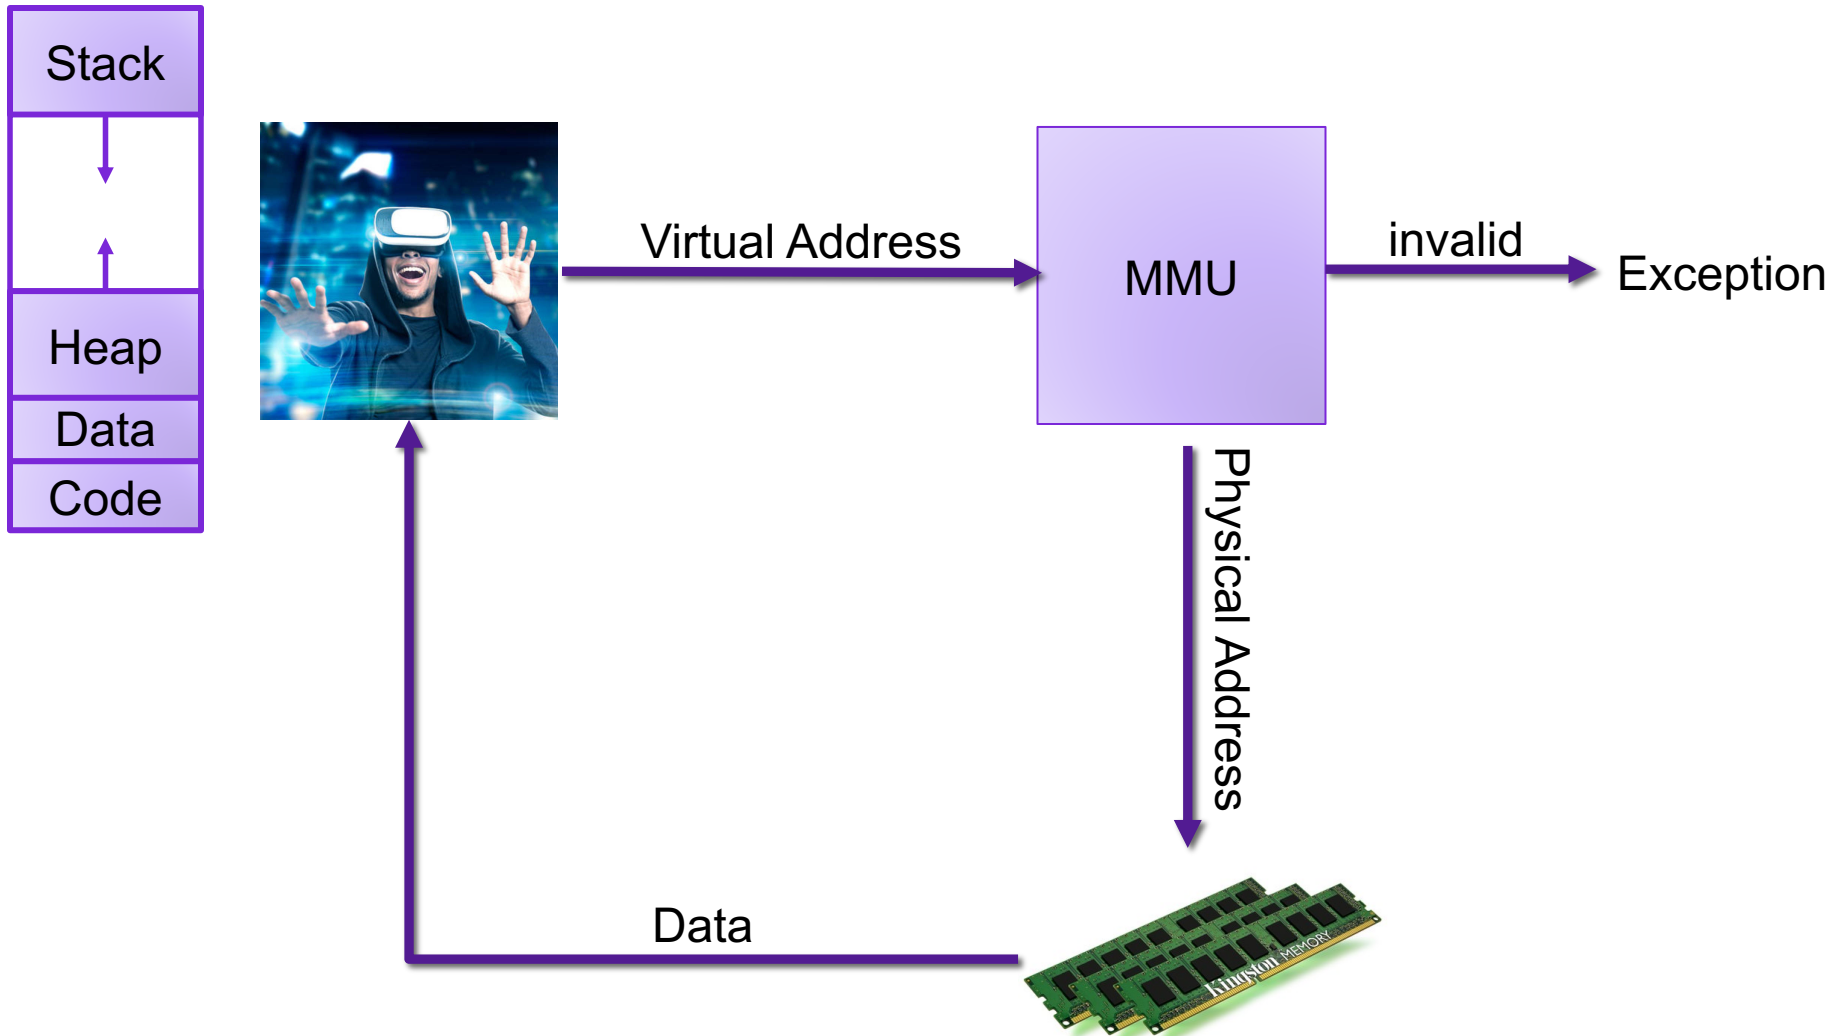 Stack
Heap
Data
Code
Virtual Address
MMU
invalid
Exception
Physical Address
Data
Kingston MEMORY